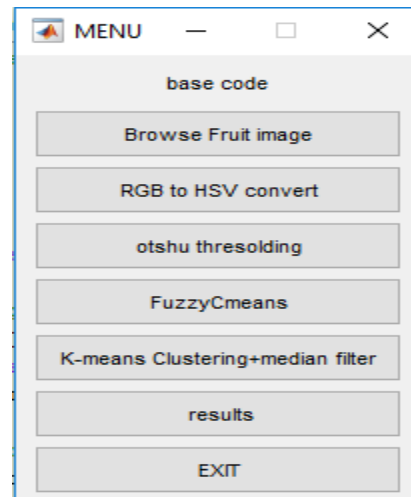 MENU
base code
Browse Fruit image
RGB to HSV convert
otshu thresolding
FuzzyCmeans
K-means Clustering+median filter
results
EXIT